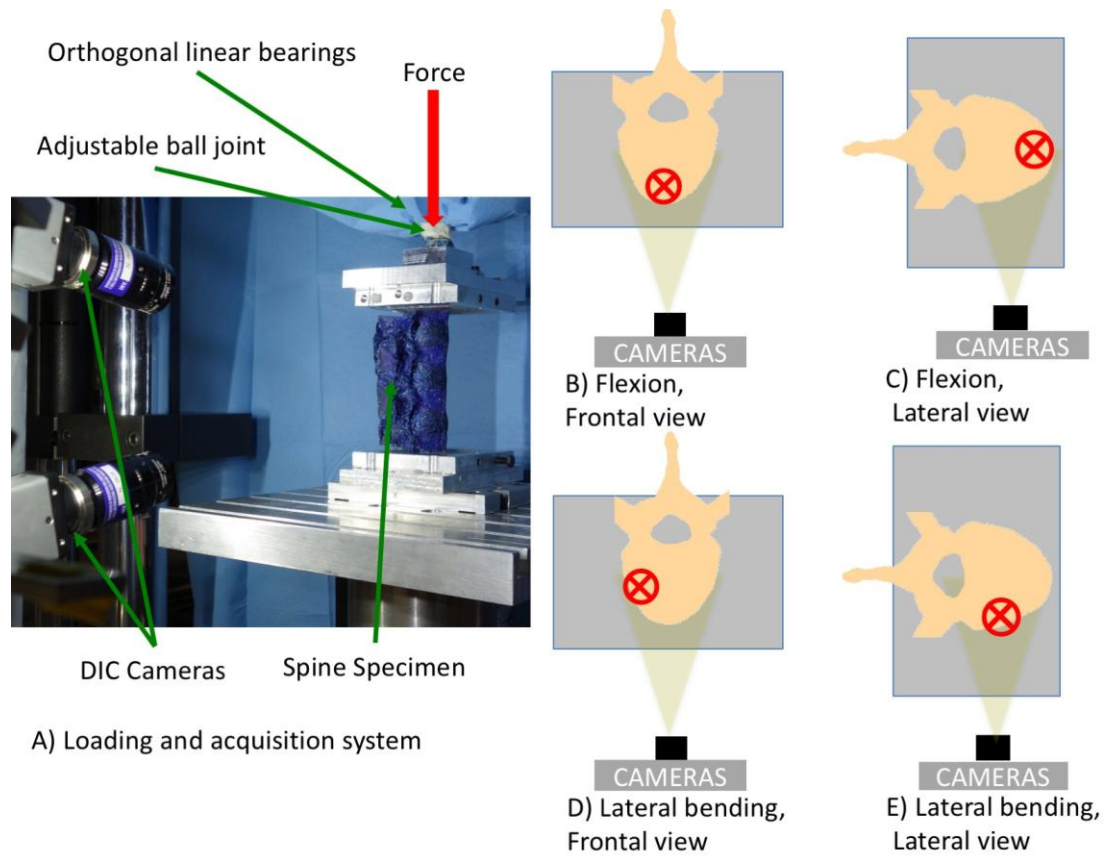 Orthogonal linear bearings
Force
Adjustable ball joint
DIC Cameras
Spine Specimen
A) Loading and acquisition system
CAMERAS
B) Flexion,
Frontal view
CAMERAS
C) Flexion,
Lateral view
CAMERAS
D) Lateral bending,
Frontal view
CAMERAS
E) Lateral bending,
Lateral view